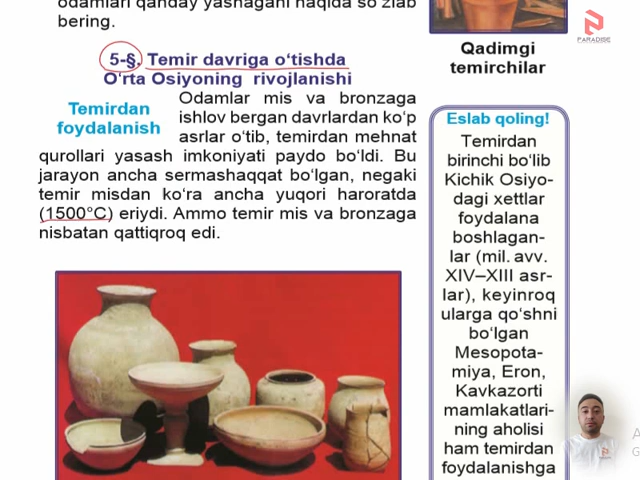 odamlari qanday yashagani haqida so‘zlab
bering.
5-§. Temir davriga o‘tishda
O‘rta Osiyoning rivojlanishi
Temirdan
foydalanish
Odamlar mis va bronzaga
ishlov bergan davrlardan ko‘p
asrlar o‘tib, temirdan mehnat
qurollari yasash imkoniyati paydo bo‘ldi. Bu
jarayon ancha sermashaqqat bo‘lgan, negaki
temir misdan ko‘ra ancha yuqori haroratda
(1500°C) eriydi. Ammo temir mis va bronzaga
nisbatan qattiqroq edi.
PARADISE
Qadimgi
temirchilar
Eslab qoling!
Temirdan
birinchi bo‘lib
Kichik Osiyo-
dagi xettlar
foydalana
boshlagan-
lar (mil. avv.
XIV–XIII asr-
lar), keyinroq
ularga qo‘shni
bo‘lgan
Mesopota-
miya, Eron,
Kavkazorti
mamlakatlari-
ning aholisi
ham temirdan
foydalanishga